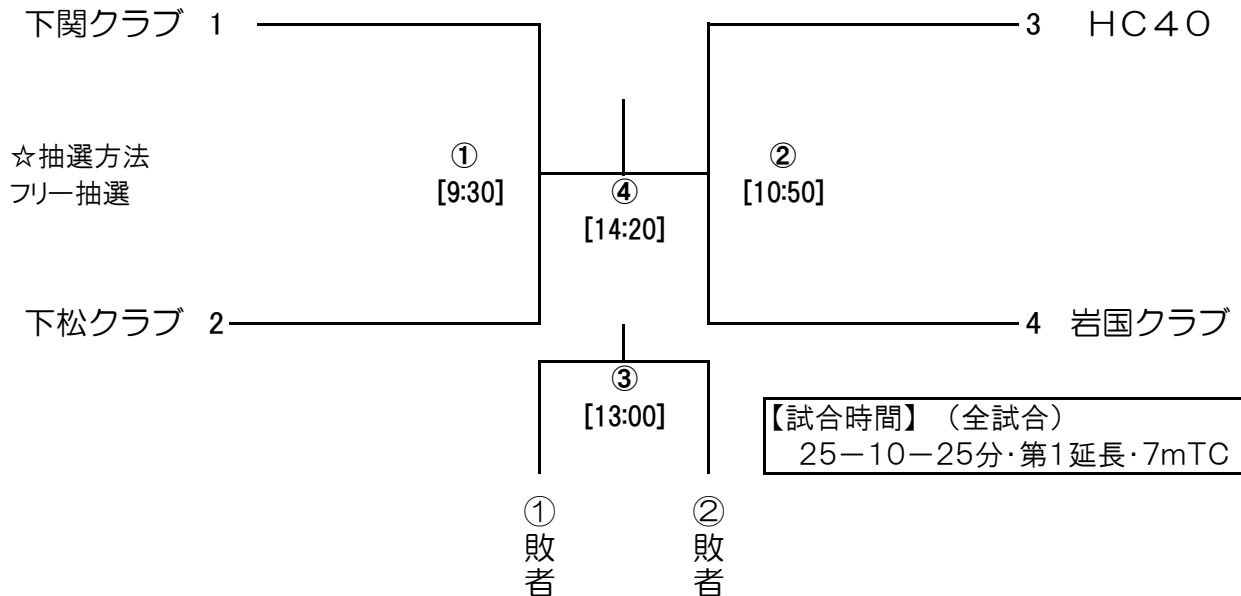 下関クラブ 1
3 HC40
☆抽選方法
フリー抽選
①
[9:30]
②
[10:50]
④
[14:20]
下松クラブ 2
4 岩国クラブ
③
[13:00]
【試合時間】（全試合）
25－10－25分・第1延長・7mTC
①敗者
②敗者